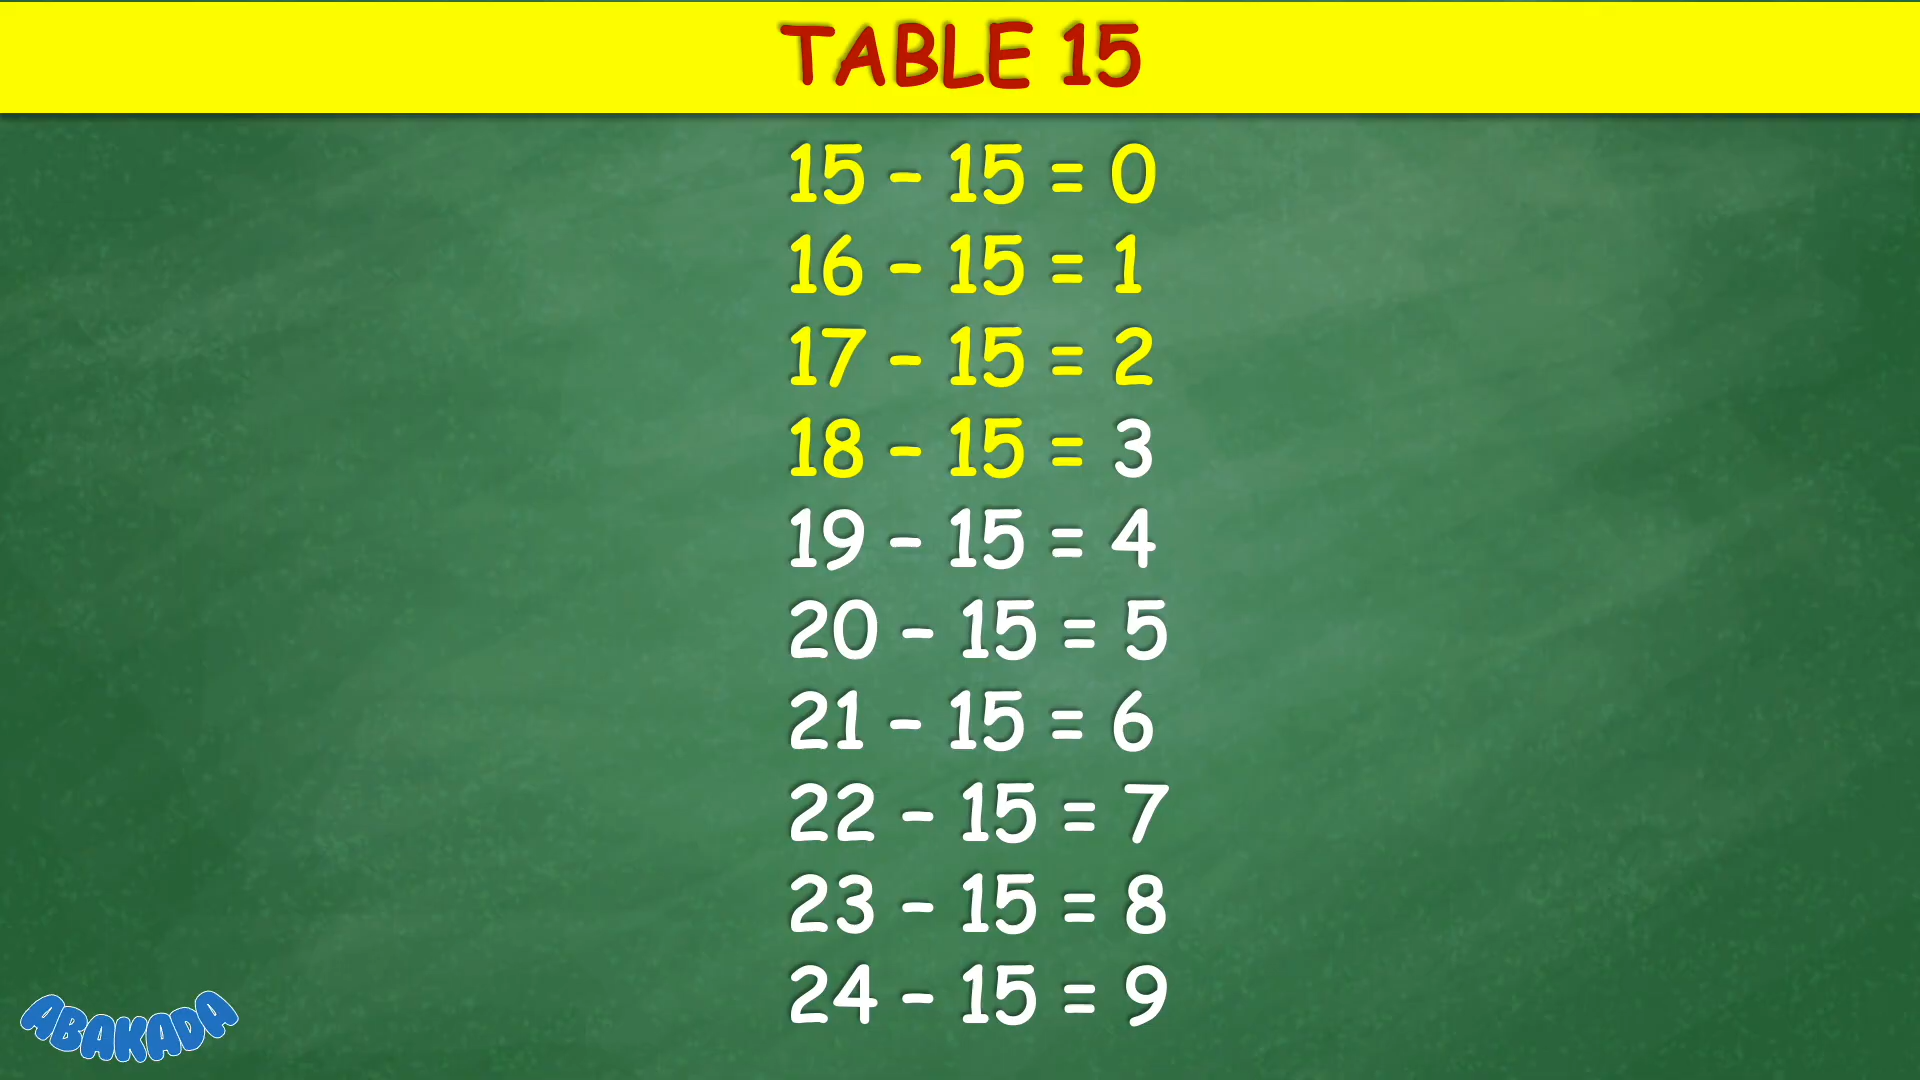 TABLE 15
15 - 15 = 0
16 - 15 = 1
17 - 15 = 2
18 - 15 = 3
19 - 15 = 4
20 - 15 = 5
21 - 15 = 6
22 - 15 = 7
23 - 15 = 8
24 - 15 = 9
ABAKADA